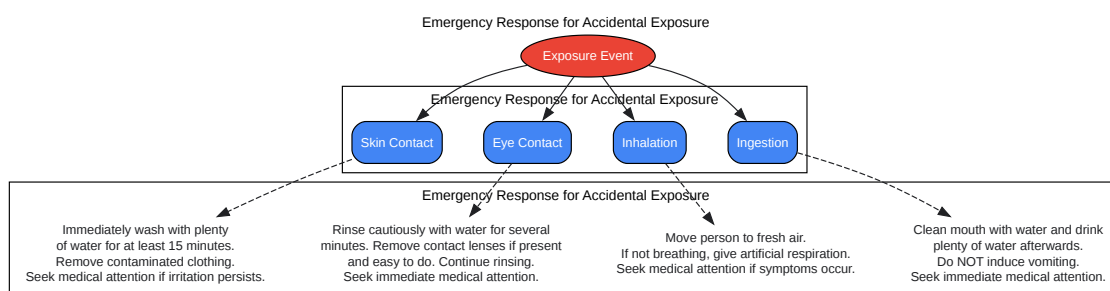 Emergency Response for Accidental Exposure
Exposure Event
Emergency Response for Accidental Exposure
Skin Contact
Eye Contact
Inhalation
Ingestion
Emergency Response for Accidental Exposure
Immediately wash with plenty
of water for at least 15 minutes.
Remove contaminated clothing.
Seek medical attention if irritation persists.
Rinse cautiously with water for several
minutes. Remove contact lenses if present
and easy to do. Continue rinsing.
Seek immediate medical attention.
Move person to fresh air.
If not breathing, give artificial respiration.
Seek medical attention if symptoms occur.
Clean mouth with water and drink
plenty of water afterwards.
Do NOT induce vomiting.
Seek immediate medical attention.